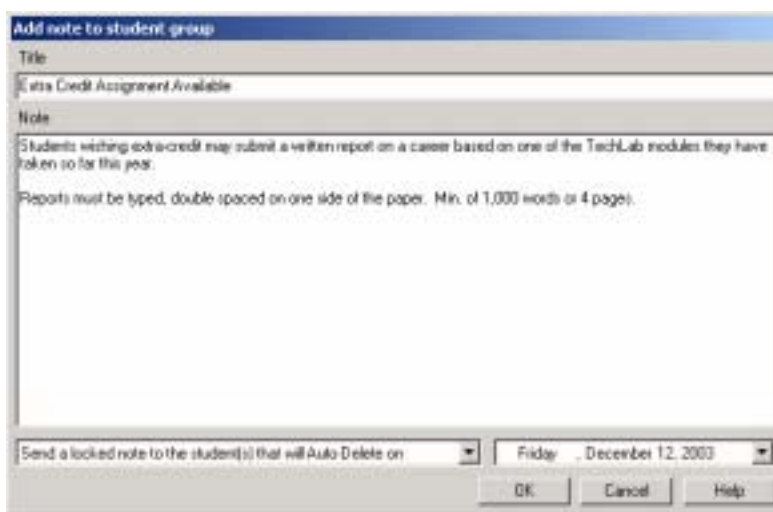 Add note to student group
Title
Extra Credit Assignment Available
Note
Students wishing extra-credit may submit a written report on a career based on one of the TechLab modules they have
taken so far this year.
Reports must be typed, double spaced on one side of the paper. Min. of 1,000 words or 4 pages.
Send a locked note to the student(s) that will Auto Delete on
Friday , December 12, 2003
OK Cancel Help